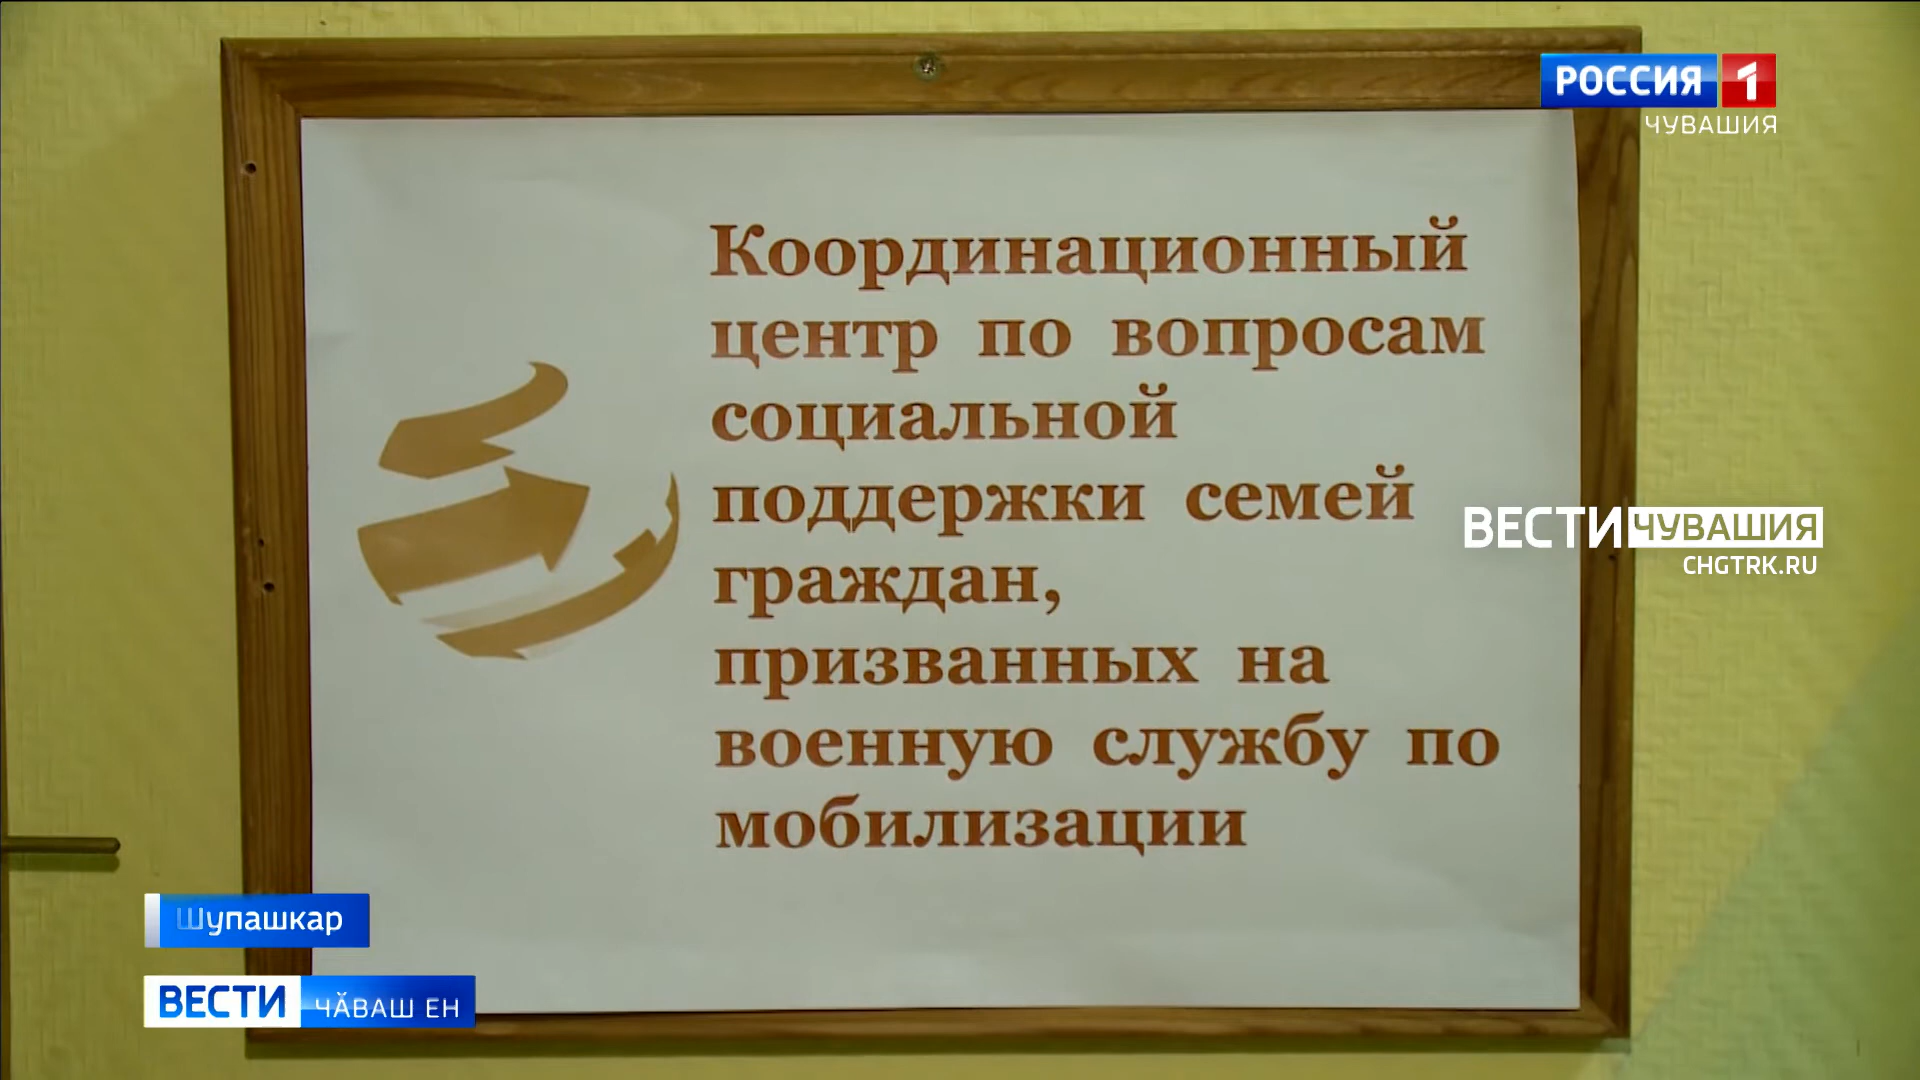 РОССИЯ 1
ЧУВАШИЯ
Координационный
центр по вопросам
социальной
поддержки семей
граждан,
призванных на
военную службу по
мобилизации
ВЕСТИ ЧУВАШИЯ
CHGTRK.RU
Шупашкар
ВЕСТИ ЧӐВАШ ЕН